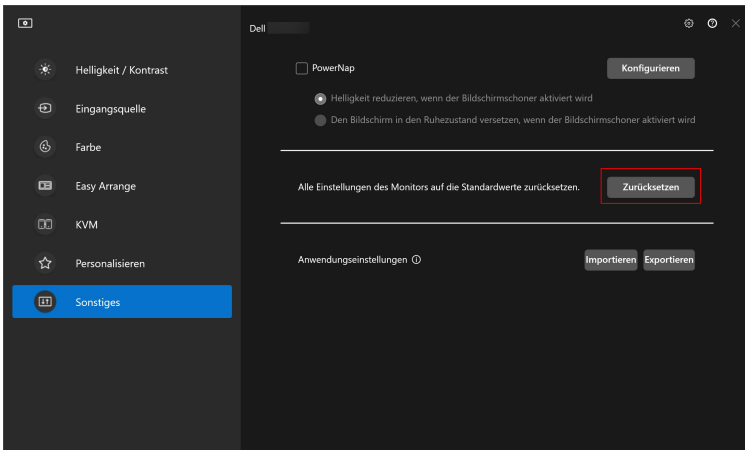 Dell
Helligkeit / Kontrast
Eingangsquelle
Farbe
Easy Arrange
KVM
Personalisieren
Sonstiges
PowerNap
Konfigurieren
Helligkeit reduzieren, wenn der Bildschirmschoner aktiviert wird
Den Bildschirm in den Ruhezustand versetzen, wenn der Bildschirmschoner aktiviert wird
Alle Einstellungen des Monitors auf die Standardwerte zurücksetzen.
Zurücksetzen
Anwendungseinstellungen
Importieren
Exportieren